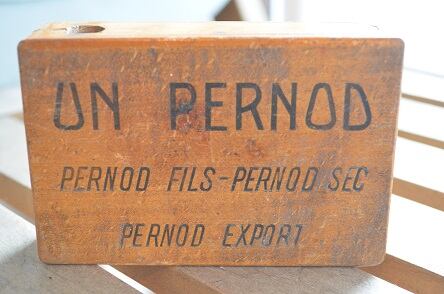 UN PERNOD
PERNOD FILS-PERNOD SEC
PERNOD EXPORT